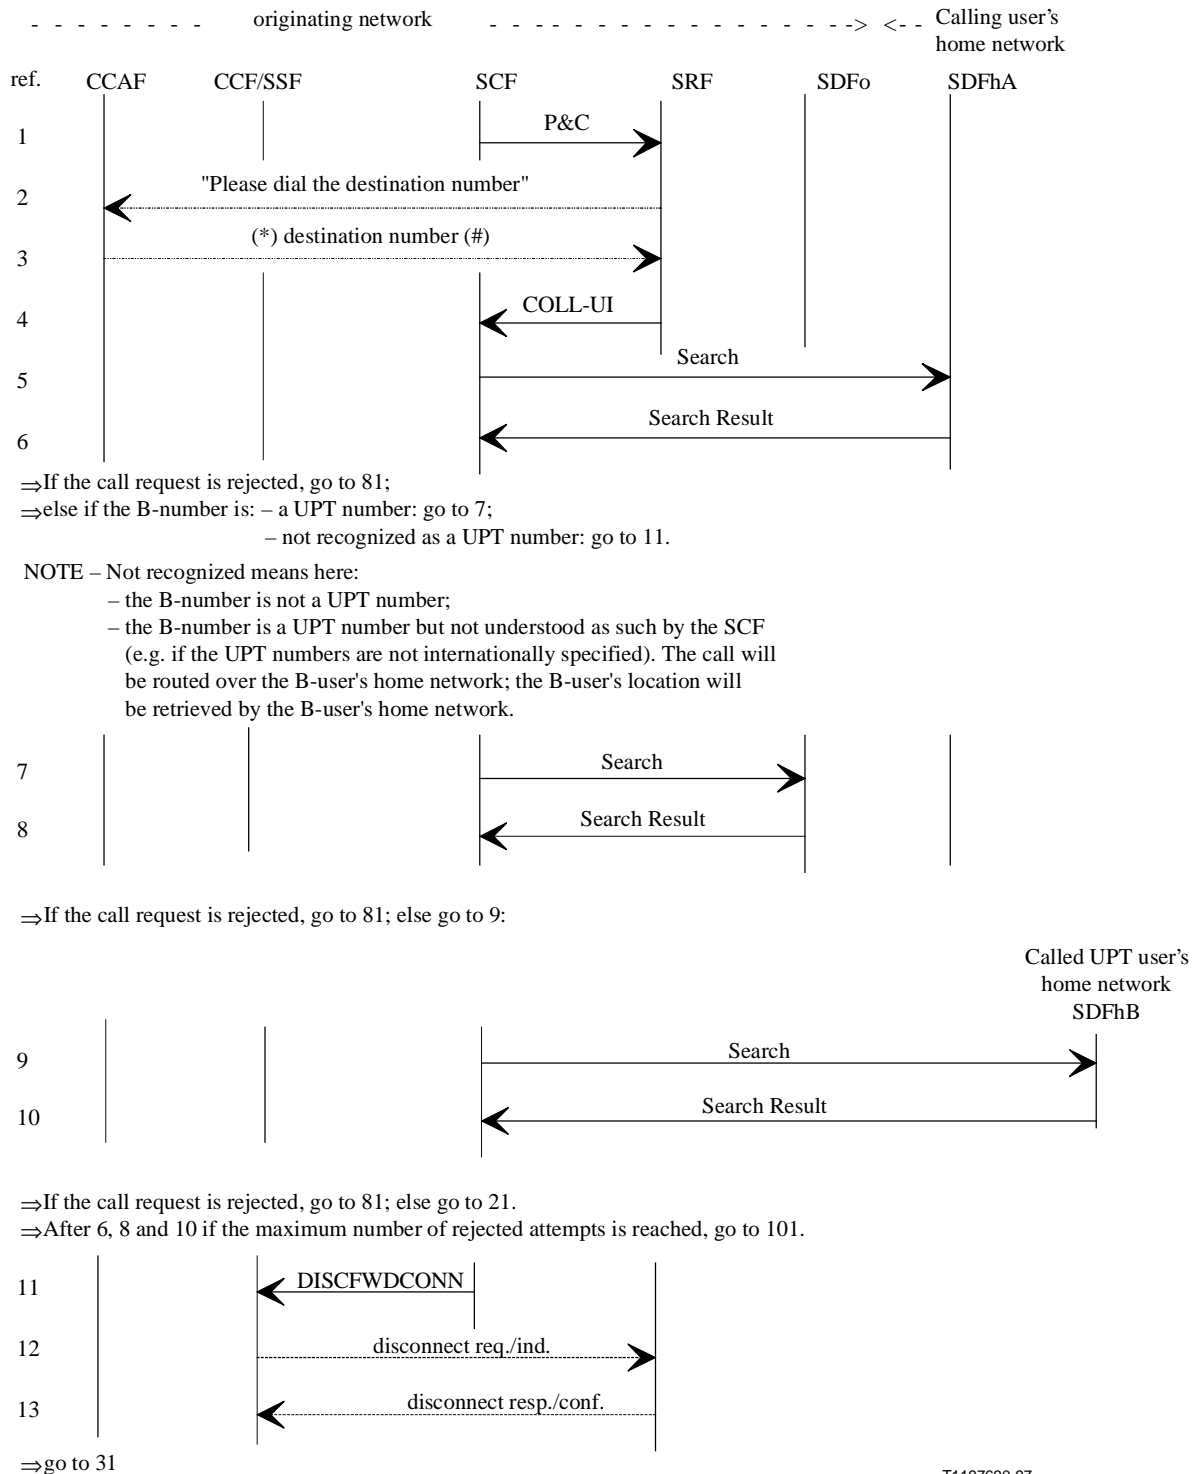 originating network
Calling user's
home network
ref. CCAF CCF/SSF SCF SRF SDFo SDFhA
1 P&C
2 "Please dial the destination number"
3 (*) destination number (#)
4 COLL-UI
5 Search
6 Search Result
⇒If the call request is rejected, go to 81;
⇒else if the B-number is: – a UPT number: go to 7;
– not recognized as a UPT number: go to 11.
NOTE – Not recognized means here:
– the B-number is not a UPT number;
– the B-number is a UPT number but not understood as such by the SCF
(e.g. if the UPT numbers are not internationally specified). The call will
be routed over the B-user's home network; the B-user's location will
be retrieved by the B-user's home network.
7 Search
8 Search Result
⇒If the call request is rejected, go to 81; else go to 9:
Called UPT user's
home network
SDFhB
9 Search
10 Search Result
⇒If the call request is rejected, go to 81; else go to 21.
⇒After 6, 8 and 10 if the maximum number of rejected attempts is reached, go to 101.
11 DISCFWDCONN
12 disconnect req./ind.
13 disconnect resp./conf.
⇒go to 31